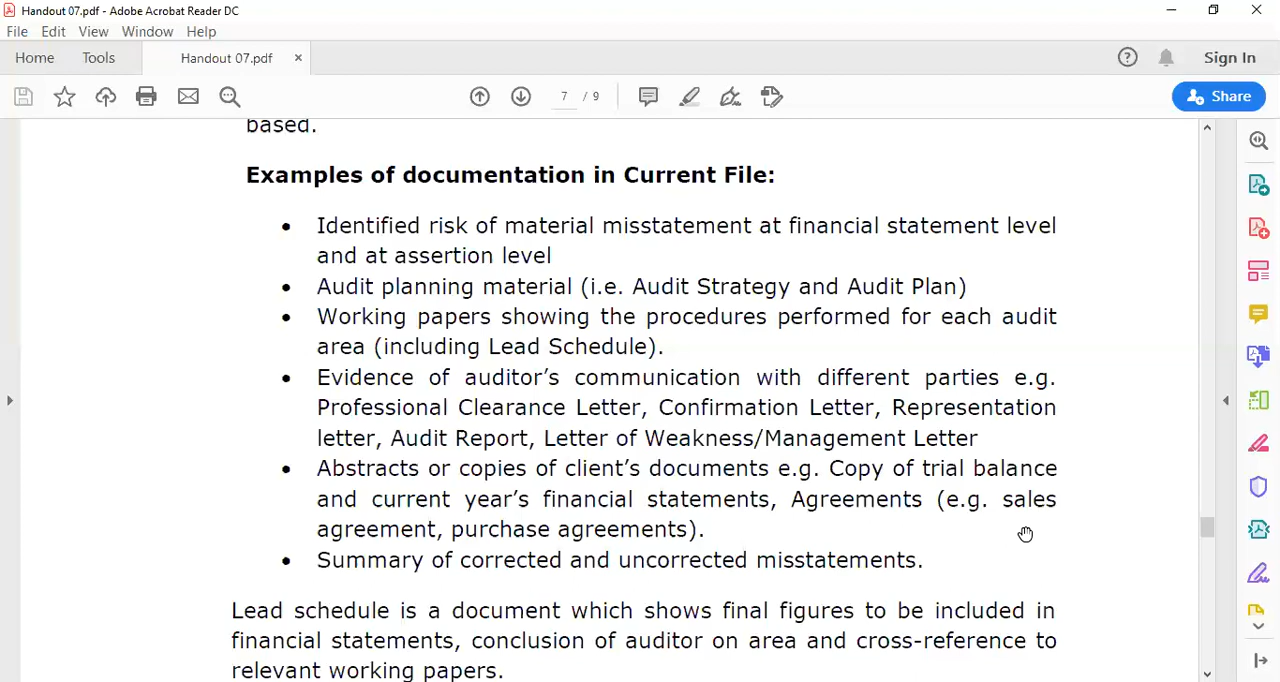 Handout 07.pdf - Adobe Acrobat Reader DC
File Edit View Window Help
Home Tools Handout 07.pdf × Sign In
7 / 9 Share
based.
Examples of documentation in Current File:
• Identified risk of material misstatement at financial statement level
and at assertion level
• Audit planning material (i.e. Audit Strategy and Audit Plan)
• Working papers showing the procedures performed for each audit
area (including Lead Schedule).
• Evidence of auditor’s communication with different parties e.g.
Professional Clearance Letter, Confirmation Letter, Representation
letter, Audit Report, Letter of Weakness/Management Letter
• Abstracts or copies of client’s documents e.g. Copy of trial balance
and current year’s financial statements, Agreements (e.g. sales
agreement, purchase agreements).
• Summary of corrected and uncorrected misstatements.
Lead schedule is a document which shows final figures to be included in
financial statements, conclusion of auditor on area and cross-reference to
relevant working papers.